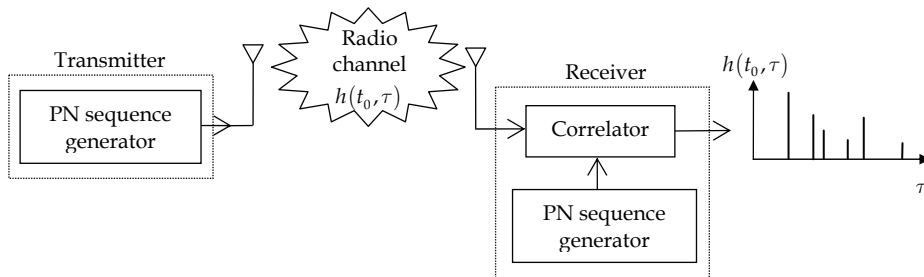 Transmitter
PN sequence
generator
Radio
channel
h(t₀,τ)
Receiver
Correlator
PN sequence
generator
h(t₀,τ)
τ